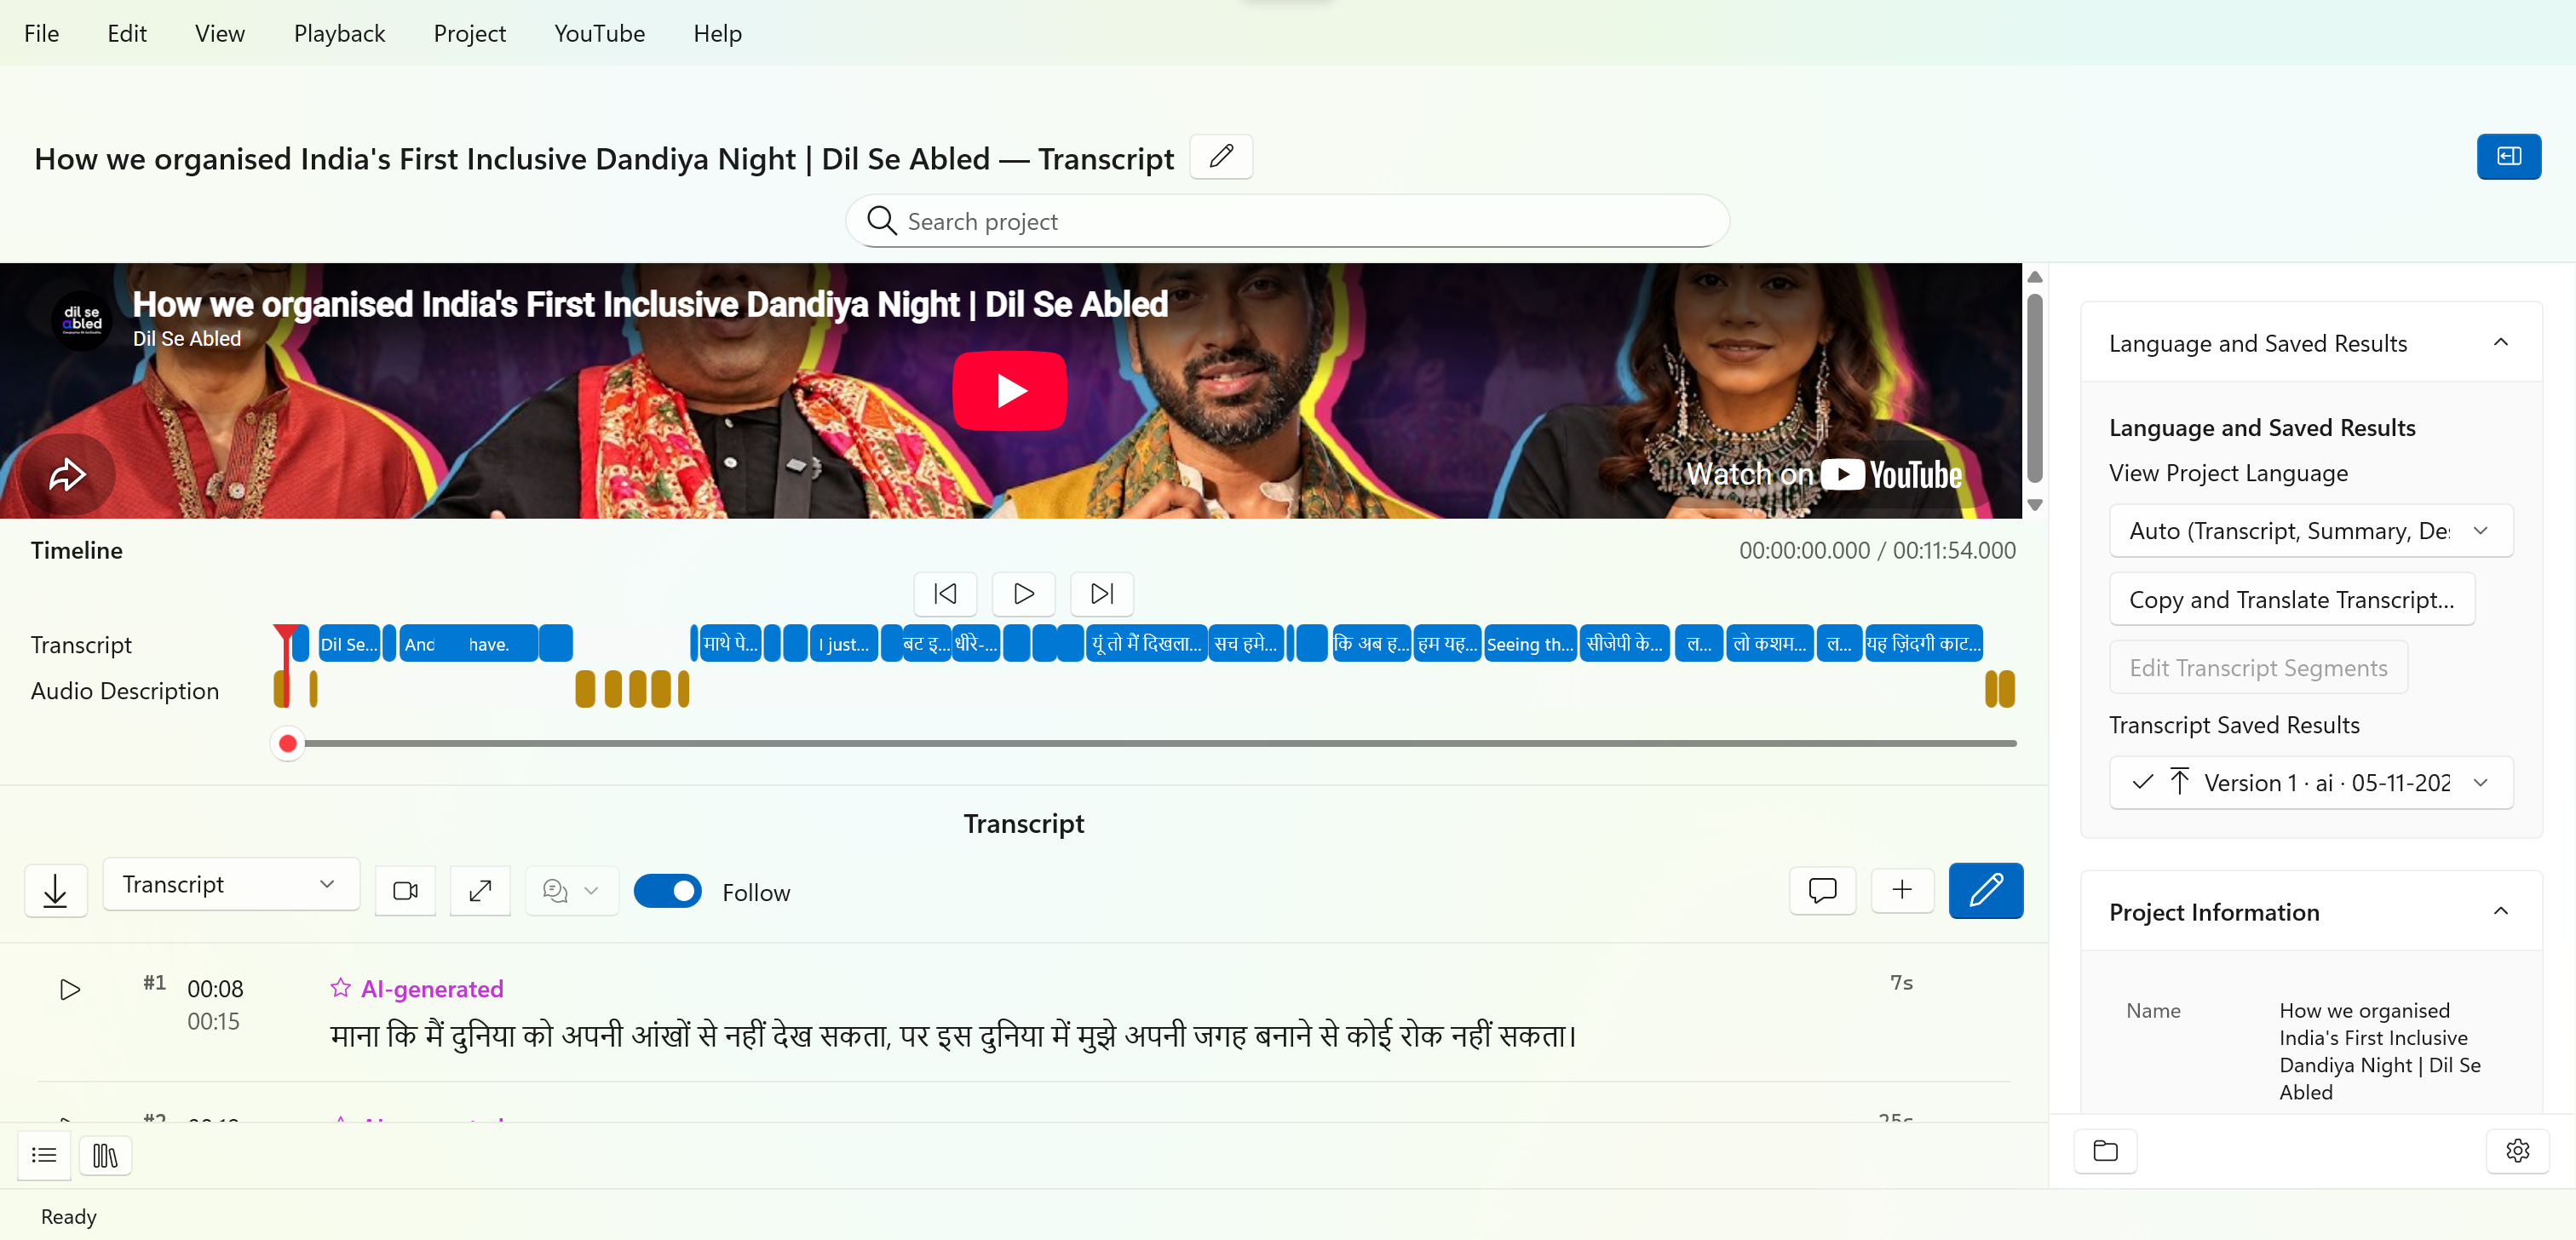 File Edit View Playback Project YouTube Help
How we organised India's First Inclusive Dandiya Night | Dil Se Abled — Transcript
Search project
dil se
abled
How we organised India's First Inclusive Dandiya Night | Dil Se Abled
Dil Se Abled
Watch on YouTube
Timeline
00:00:00.000 / 00:11:54.000
Transcript
Dil Se... And have. माथे पे... I just... बट इ... धीरे-... यूं तो मैं दिखला... सच हमे... कि अब ह... हम यह... Seeing th... सीजेपी के... ल... लो कशम... ल... यह ज़िंदगी काट...
Audio Description
Transcript
Transcript
Follow
#1 00:08 AI-generated 7s
00:15
माना कि मैं दुनिया को अपनी आंखों से नहीं देख सकता, पर इस दुनिया में मुझे अपनी जगह बनाने से कोई रोक नहीं सकता।
Ready
Language and Saved Results
Language and Saved Results
View Project Language
Auto (Transcript, Summary, De
Copy and Translate Transcript...
Edit Transcript Segments
Transcript Saved Results
Version 1 · ai · 05-11-202
Project Information
Name
How we organised
India's First Inclusive
Dandiya Night | Dil Se
Abled